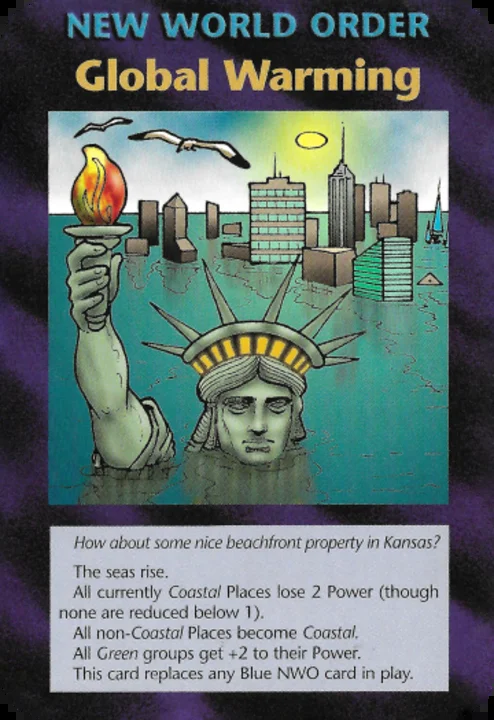 NEW WORLD ORDER
Global Warming
How about some nice beachfront property in Kansas?
The seas rise.
All currently Coastal Places lose 2 Power (though
none are reduced below 1).
All non-Coastal Places become Coastal.
All Green groups get +2 to their Power.
This card replaces any Blue NWO card in play.